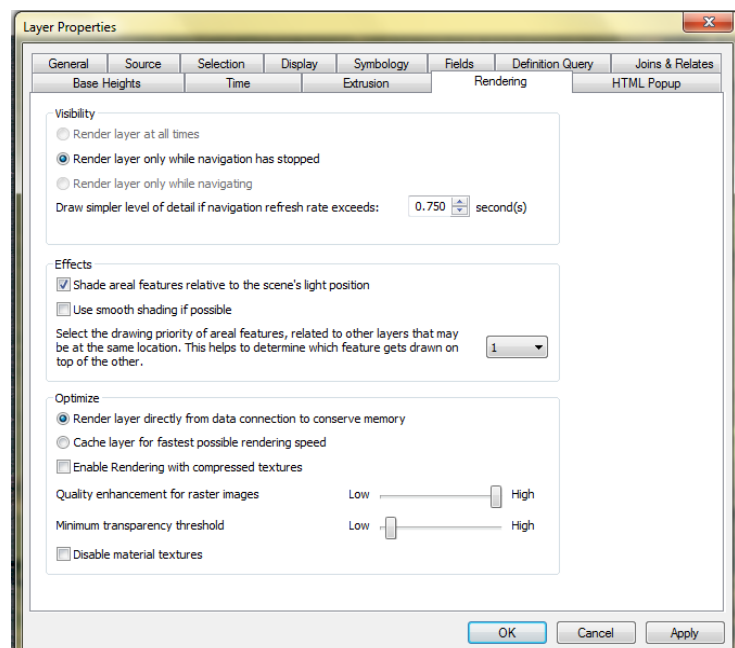 Layer Properties
General Source Selection Display Symbology Fields Definition Query Joins & Relates
Base Heights Time Extrusion Rendering HTML Popup
Visibility
Render layer at all times
Render layer only while navigation has stopped
Render layer only while navigating
Draw simpler level of detail if navigation refresh rate exceeds: 0.750 second(s)
Effects
Shade areal features relative to the scene's light position
Use smooth shading if possible
Select the drawing priority of areal features, related to other layers that may
be at the same location. This helps to determine which feature gets drawn on
top of the other.
1
Optimize
Render layer directly from data connection to conserve memory
Cache layer for fastest possible rendering speed
Enable Rendering with compressed textures
Quality enhancement for raster images Low High
Minimum transparency threshold Low High
Disable material textures
OK Cancel Apply